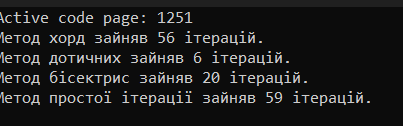 Active code page: 1251
Метод хорд зайняв 56 ітерацій.
Метод дотичних зайняв 6 ітерацій.
Метод бісектрис зайняв 20 ітерацій.
Метод простої ітерації зайняв 59 ітерацій.